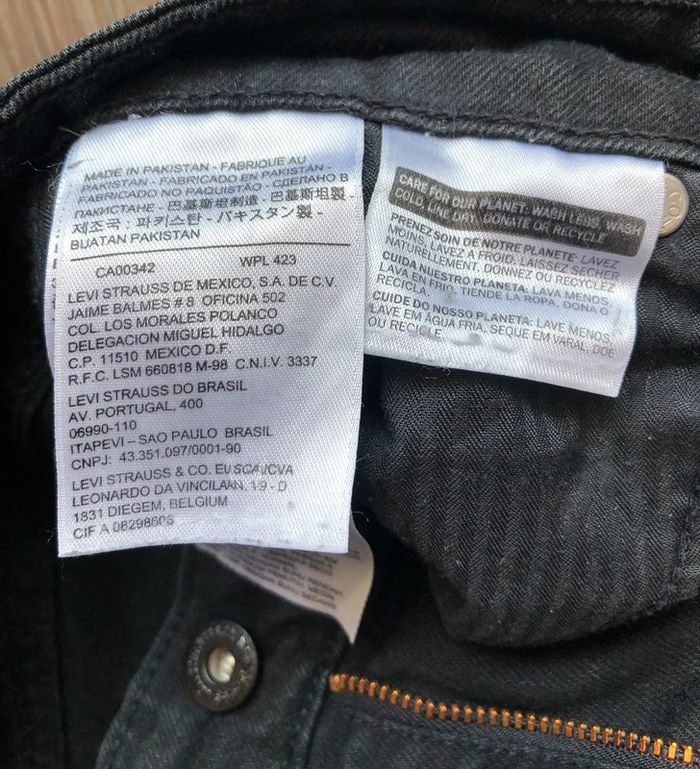 MADE IN PAKISTAN - FABRIQUE AU
PAKISTAN - FABRICADO EN PAKISTÁN -
FABRICADO NO PAQUISTÃO - СДЕЛАНО В
ПАКИСТАНЕ - 巴基斯坦制造 - 巴基斯坦製 -
제조국 : 파키스탄 - パキスタン製 -
BUATAN PAKISTAN
CA00342 WPL 423
LEVI STRAUSS DE MEXICO, S.A. DE C.V.
JAIME BALMES # 8 OFICINA 502
COL. LOS MORALES POLANCO
DELEGACION MIGUEL HIDALGO
C.P. 11510 MEXICO D.F.
R.F.C. LSM 660818 M-98 C.N.I.V. 3337
LEVI STRAUSS DO BRASIL
AV. PORTUGAL, 400
06990-110
ITAPEVI – SAO PAULO BRASIL
CNPJ: 43.351.097/0001-90
LEVI STRAUSS & CO. EUSCA/CVA
LEONARDO DA VINCILAAN, 19 - D
1831 DIEGEM, BELGIUM
CIF A 08298608
CARE FOR OUR PLANET: WASH LESS, WASH
COLD, LINE DRY, DONATE OR RECYCLE
PRENEZ SOIN DE NOTRE PLANETE: LAVEZ
MOINS, LAVEZ A FROID, LAISSEZ SECHER
NATURELLEMENT, DONNEZ OU RECYCLEZ
CUIDA NUESTRO PLANETA: LAVA MENOS,
LAVA EN FRIO, TIENDE LA ROPA, DONA O
RECICLA
CUIDE DO NOSSO PLANETA: LAVE MENOS,
LAVE EM ÁGUA FRIA, SEQUE EM VARAL, DOE
OU RECICLE